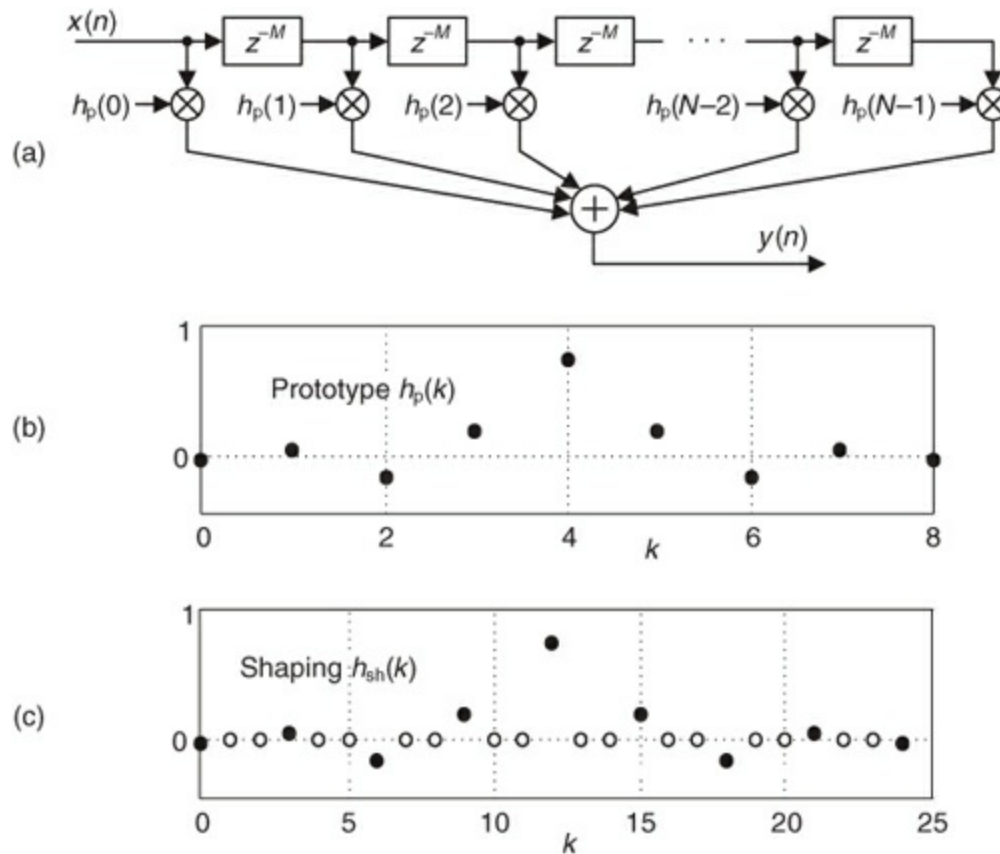 x(n)
z⁻ᴹ z⁻ᴹ z⁻ᴹ · · · z⁻ᴹ
hₚ(0) hₚ(1) hₚ(2) hₚ(N–2) hₚ(N–1)
(a)
+
y(n)
1
Prototype hₚ(k)
(b)
0
0 2 4 6 8
k
1
Shaping hₛₕ(k)
(c)
0
0 5 10 15 20 25
k